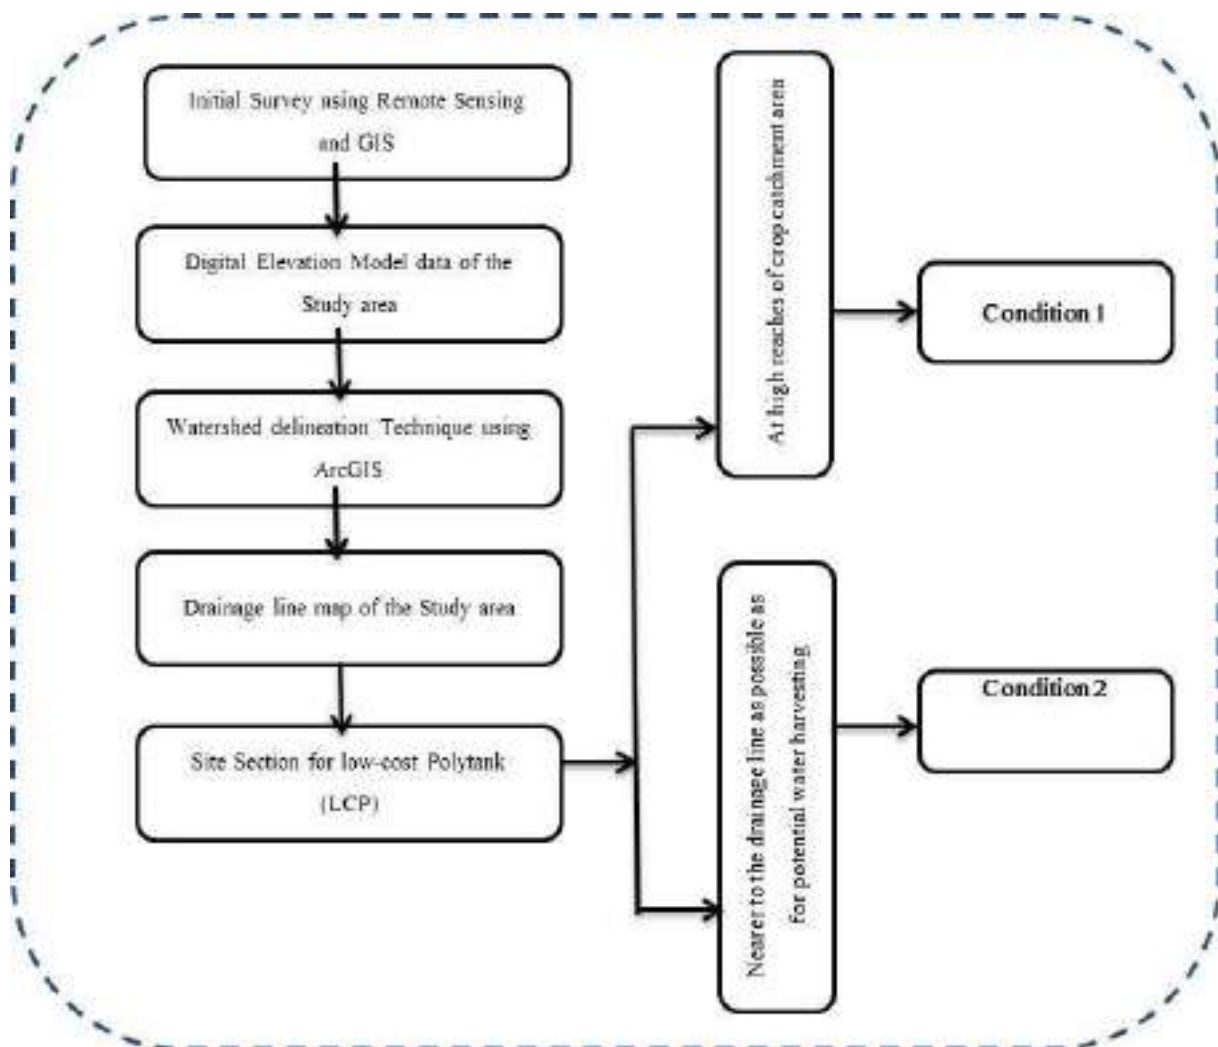 Initial Survey using Remote Sensing
and GIS
Digital Elevation Model data of the
Study area
Watershed delineation Technique using
ArcGIS
Drainage line map of the Study area
Site Section for low-cost Polytank
(LCP)
At high reaches of crop catchment area
Condition 1
Nearer to the drainage line as possible as
for potential water harvesting
Condition 2